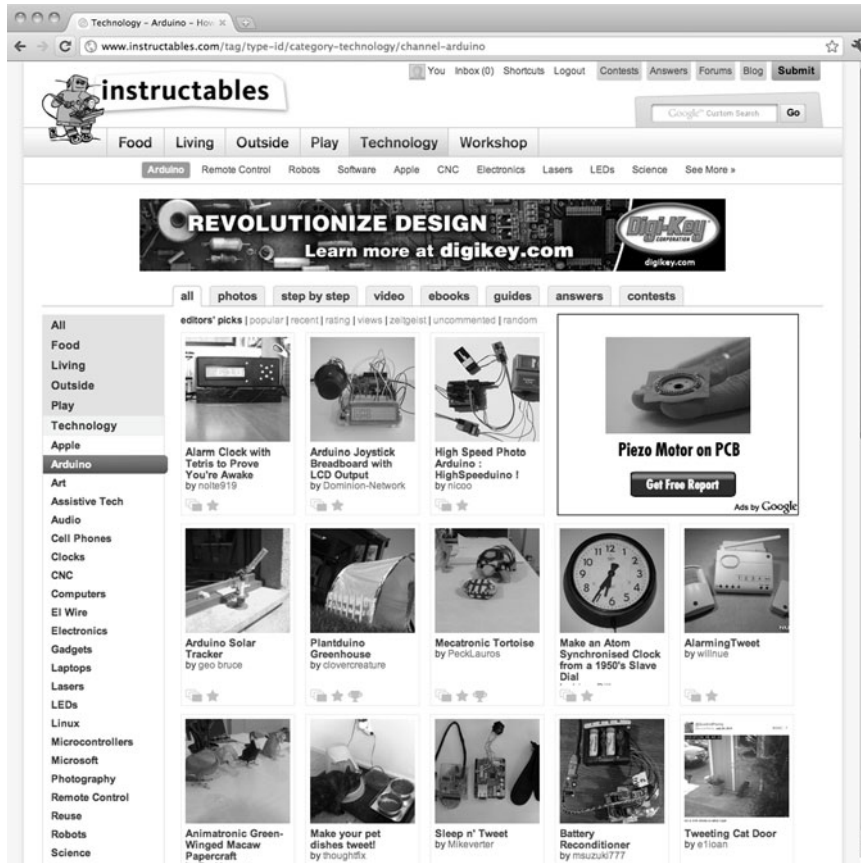 Technology – Arduino – How
www.instructables.com/tag/type-id/category-technology/channel-arduino
You Inbox (0) Shortcuts Logout Contests Answers Forums Blog Submit
instructables
Google™ Custom Search Go
Food Living Outside Play Technology Workshop
Arduino Remote Control Robots Software Apple CNC Electronics Lasers LEDs Science See More »
REVOLUTIONIZE DESIGN
Learn more at digikey.com
Digi-Key
CORPORATION
digikey.com
all photos step by step video ebooks guides answers contests
editors' picks | popular | recent | rating | views | zeitgeist | uncommented | random
All
Food
Living
Outside
Play
Technology
Apple
Arduino
Art
Assistive Tech
Audio
Cell Phones
Clocks
CNC
Computers
El Wire
Electronics
Gadgets
Laptops
Lasers
LEDs
Linux
Microcontrollers
Microsoft
Photography
Remote Control
Reuse
Robots
Science
Alarm Clock with
Tetris to Prove
You're Awake
by nolte919
Arduino Joystick
Breadboard with
LCD Output
by Dominion-Network
High Speed Photo
Arduino :
HighSpeeduino !
by nicoo
Piezo Motor on PCB
Get Free Report
Ads by Google
Arduino Solar
Tracker
by geo bruce
Plantduino
Greenhouse
by clovercreature
Mecatronic Tortoise
by PeckLauros
Make an Atom
Synchronised Clock
from a 1950's Slave
Dial
AlarmingTweet
by willnue
Animatronic Green-
Winged Macaw
Papercraft
Make your pet
dishes tweet!
by thoughtfix
Sleep n' Tweet
by Mikeverter
Battery
Reconditioner
by msuzuki777
Tweeting Cat Door
by e1ioan